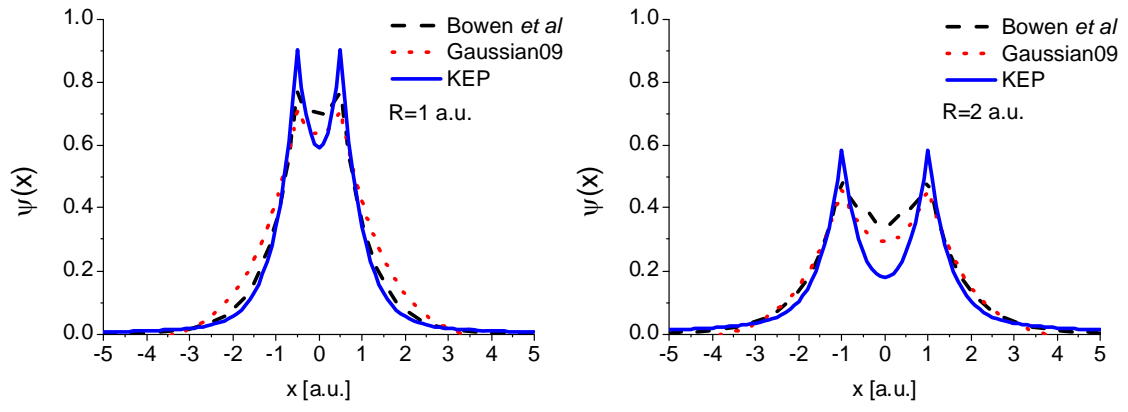 Bowen et al
Gaussian09
KEP
R=1 a.u.
1.0
0.8
0.6
0.4
0.2
0.0
ψ(x)
-5 -4 -3 -2 -1 0 1 2 3 4 5
x [a.u.]
Bowen et al
Gaussian09
KEP
R=2 a.u.
1.0
0.8
0.6
0.4
0.2
0.0
ψ(x)
-5 -4 -3 -2 -1 0 1 2 3 4 5
x [a.u.]